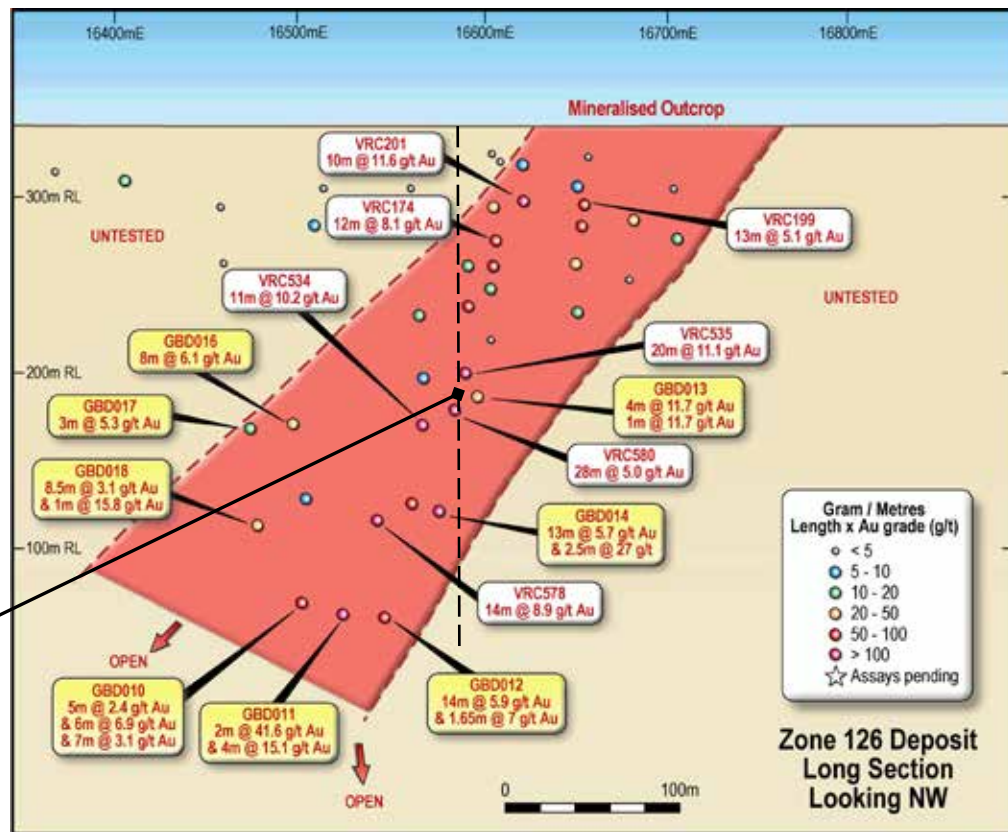 16400mE
16500mE
16600mE
16700mE
16800mE
Mineralised Outcrop
VRC201
10m @ 11.6 g/t Au
300m RL
VRC174
12m @ 8.1 g/t Au
VRC199
13m @ 5.1 g/t Au
UNTESTED
VRC534
11m @ 10.2 g/t Au
UNTESTED
GBD016
8m @ 6.1 g/t Au
VRC535
20m @ 11.1 g/t Au
200m RL
GBD017
3m @ 5.3 g/t Au
GBD013
4m @ 11.7 g/t Au
1m @ 11.7 g/t Au
GBD018
8.5m @ 3.1 g/t Au
& 1m @ 15.8 g/t Au
VRC580
28m @ 5.0 g/t Au
GBD014
13m @ 5.7 g/t Au
& 2.5m @ 27 g/t
100m RL
VRC578
14m @ 8.9 g/t Au
Gram / Metres
Length x Au grade (g/t)
< 5
5 - 10
10 - 20
20 - 50
50 - 100
> 100
Assays pending
OPEN
GBD010
5m @ 2.4 g/t Au
& 6m @ 6.9 g/t Au
& 7m @ 3.1 g/t Au
GBD011
2m @ 41.6 g/t Au
& 4m @ 15.1 g/t Au
GBD012
14m @ 5.9 g/t Au
& 1.65m @ 7 g/t Au
OPEN
0
100m
Zone 126 Deposit
Long Section
Looking NW